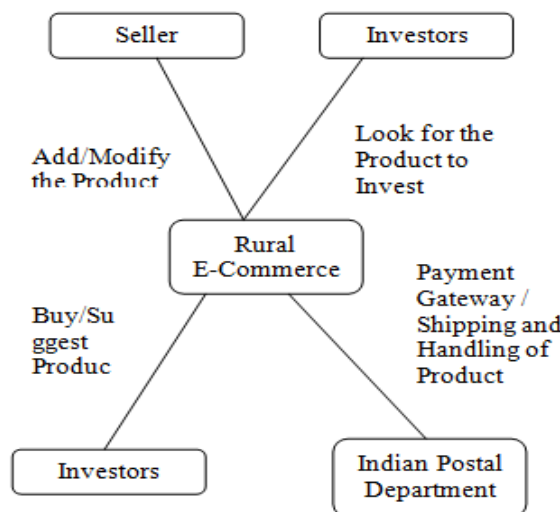 Seller
Investors
Add/Modify
the Product
Look for the
Product to
Invest
Rural
E-Commerce
Payment
Gateway /
Shipping and
Handling of
Product
Buy/Su
ggest
Produc
Investors
Indian Postal
Department